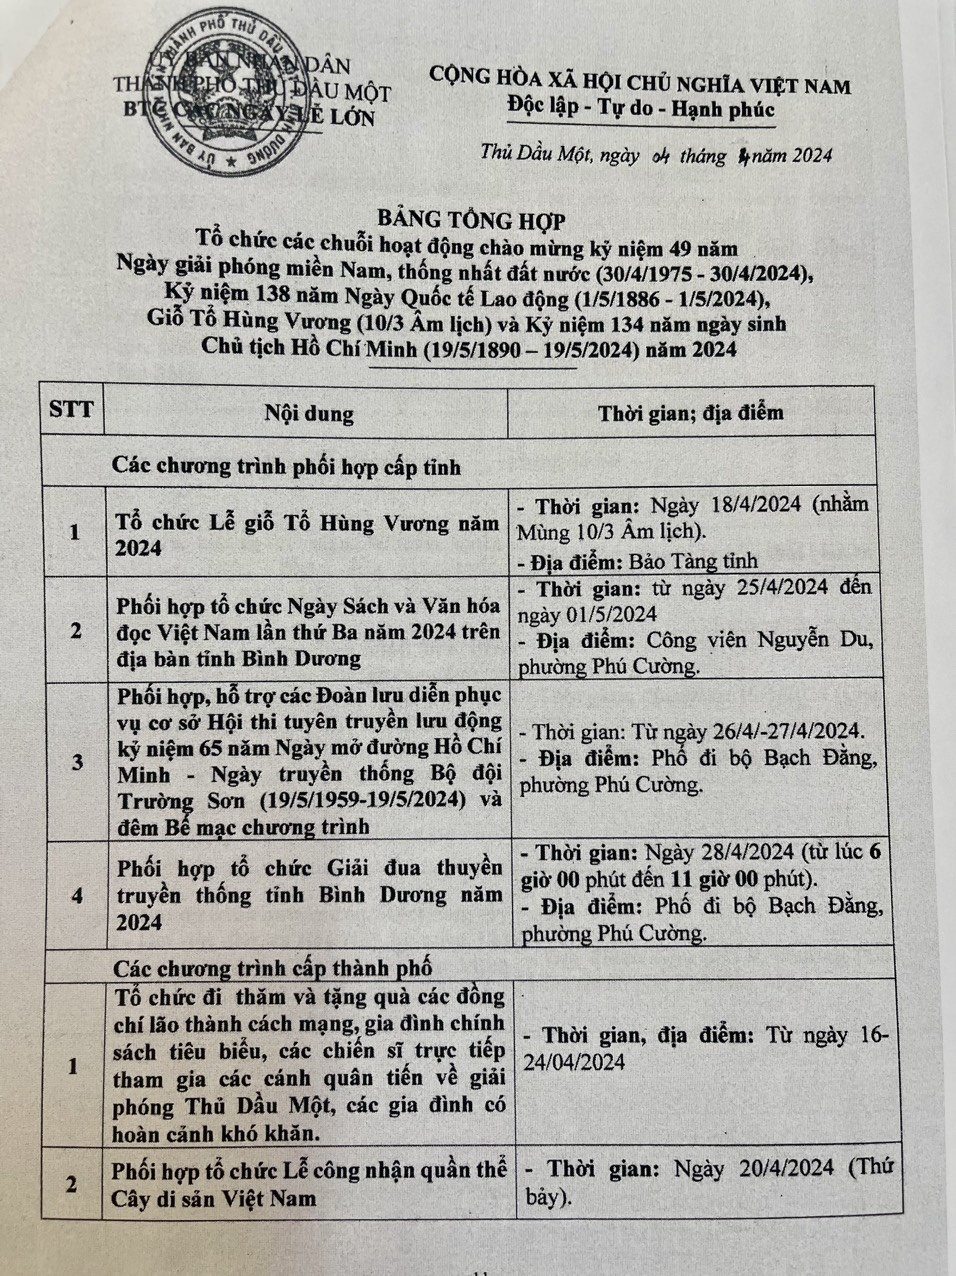 ỦY BAN NHÂN DÂN
THÀNH PHỐ THỦ DẦU MỘT
BTC CÁC NGÀY LỄ LỚN
CỘNG HÒA XÃ HỘI CHỦ NGHĨA VIỆT NAM
Độc lập - Tự do - Hạnh phúc
Thủ Dầu Một, ngày 04 tháng 4 năm 2024
BẢNG TỔNG HỢP
Tổ chức các chuỗi hoạt động chào mừng kỷ niệm 49 năm
Ngày giải phóng miền Nam, thống nhất đất nước (30/4/1975 - 30/4/2024),
Kỷ niệm 138 năm Ngày Quốc tế Lao động (1/5/1886 - 1/5/2024),
Giỗ Tổ Hùng Vương (10/3 Âm lịch) và Kỷ niệm 134 năm ngày sinh
Chủ tịch Hồ Chí Minh (19/5/1890 – 19/5/2024) năm 2024
STT
Nội dung
Thời gian; địa điểm
Các chương trình phối hợp cấp tỉnh
1
Tổ chức Lễ giỗ Tổ Hùng Vương năm
2024
- Thời gian: Ngày 18/4/2024 (nhằm
Mùng 10/3 Âm lịch).
- Địa điểm: Bảo Tàng tỉnh
2
Phối hợp tổ chức Ngày Sách và Văn hóa
đọc Việt Nam lần thứ Ba năm 2024 trên
địa bàn tỉnh Bình Dương
- Thời gian: từ ngày 25/4/2024 đến
ngày 01/5/2024
- Địa điểm: Công viên Nguyễn Du,
phường Phú Cường.
3
Phối hợp, hỗ trợ các Đoàn lưu diễn phục
vụ cơ sở Hội thi tuyên truyền lưu động
kỷ niệm 65 năm Ngày mở đường Hồ Chí
Minh - Ngày truyền thống Bộ đội
Trường Sơn (19/5/1959-19/5/2024) và
đêm Bế mạc chương trình
- Thời gian: Từ ngày 26/4/-27/4/2024.
- Địa điểm: Phố đi bộ Bạch Đằng,
phường Phú Cường.
4
Phối hợp tổ chức Giải đua thuyền
truyền thống tỉnh Bình Dương năm
2024
- Thời gian: Ngày 28/4/2024 (từ lúc 6
giờ 00 phút đến 11 giờ 00 phút).
- Địa điểm: Phố đi bộ Bạch Đằng,
phường Phú Cường.
Các chương trình cấp thành phố
1
Tổ chức đi thăm và tặng quà các đồng
chí lão thành cách mạng, gia đình chính
sách tiêu biểu, các chiến sĩ trực tiếp
tham gia các cánh quân tiến về giải
phóng Thủ Dầu Một, các gia đình có
hoàn cảnh khó khăn.
- Thời gian, địa điểm: Từ ngày 16-
24/04/2024
2
Phối hợp tổ chức Lễ công nhận quần thể
Cây di sản Việt Nam
- Thời gian: Ngày 20/4/2024 (Thứ
bảy).